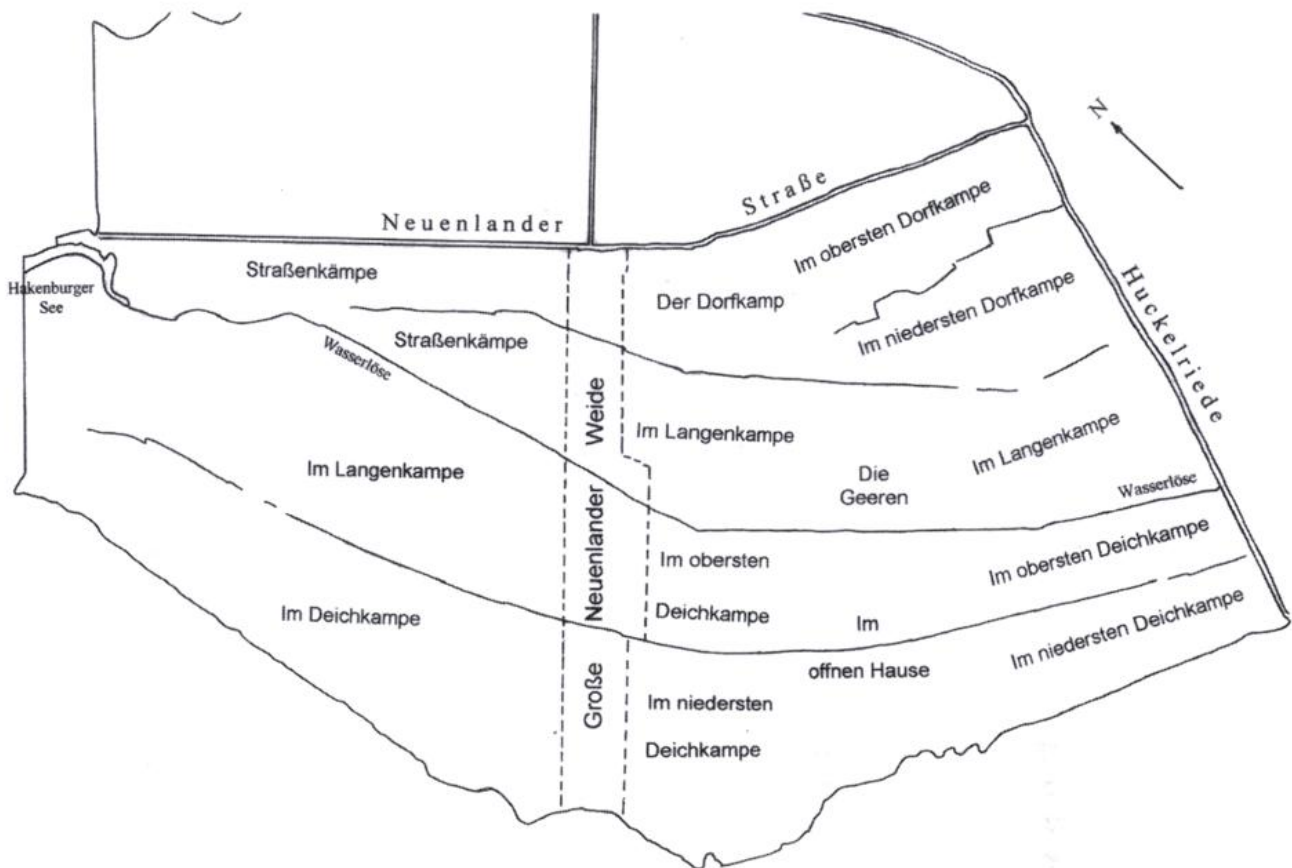 N
Neuenlander
Straße
Huckelriede
Hakenburger
See
Straßenkämpe
Straßenkämpe
Wasserlöse
Im Langenkampe
Im Deichkampe
Große Neuenlander Weide
Der Dorfkamp
Im obersten Dorfkampe
Im niedersten Dorfkampe
Im Langenkampe
Die
Geeren
Im Langenkampe
Wasserlöse
Im obersten
Deichkampe
Im
offnen Hause
Im obersten Deichkampe
Im niedersten Deichkampe
Im niedersten
Deichkampe